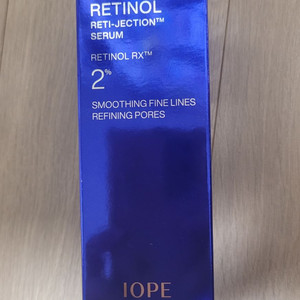 RETINOL
RETI-JECTION™
SERUM
RETINOL RX™
2%
SMOOTHING FINE LINES
REFINING PORES
IOPE